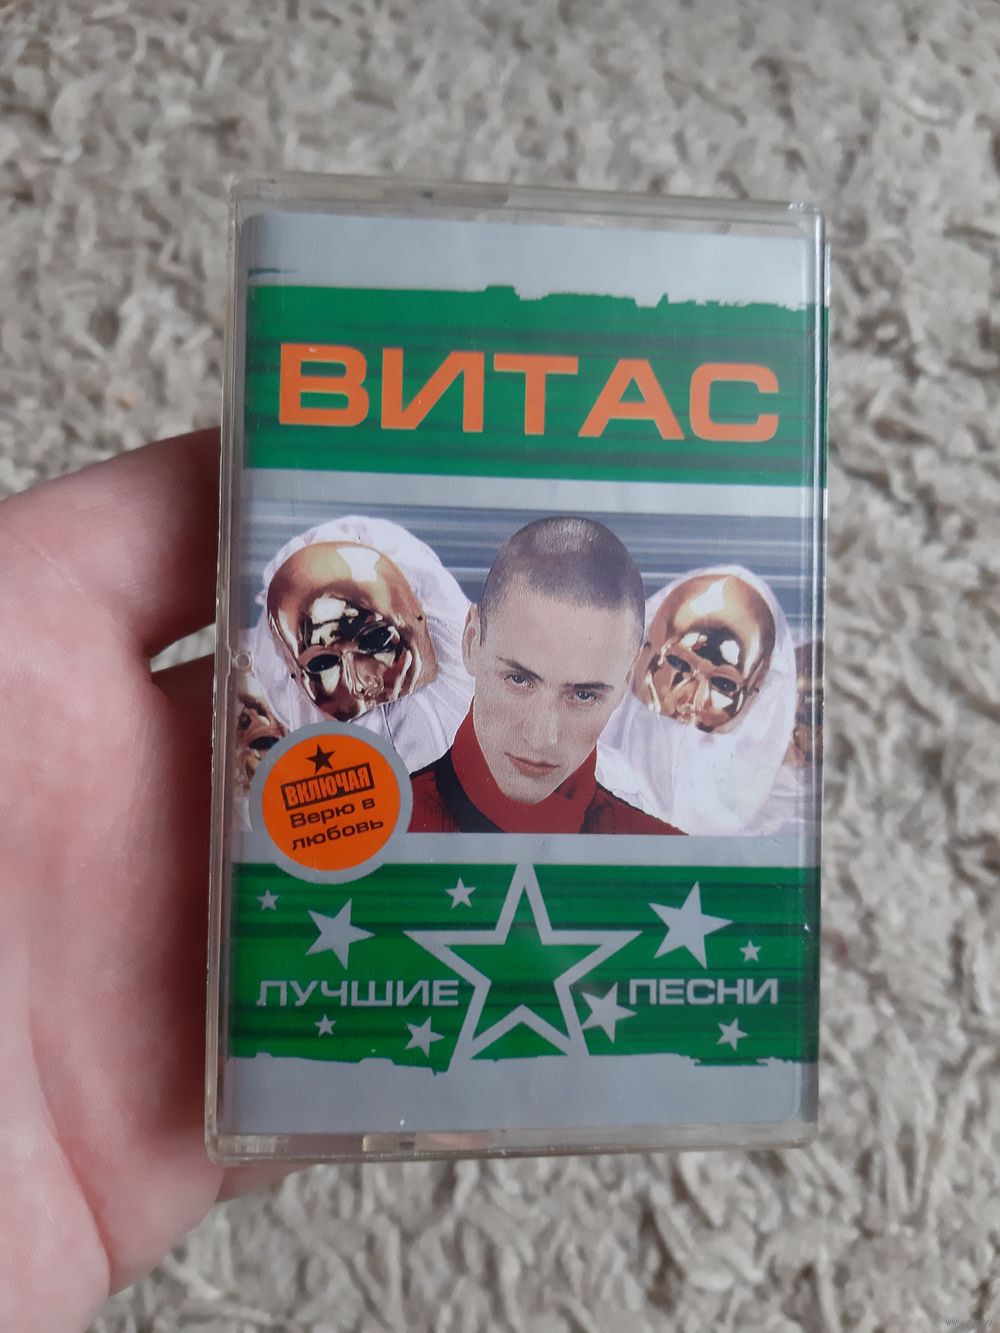 ВИТАС
ВКЛЮЧАЯ
Верю в
любовь
ЛУЧШИЕ ПЕСНИ